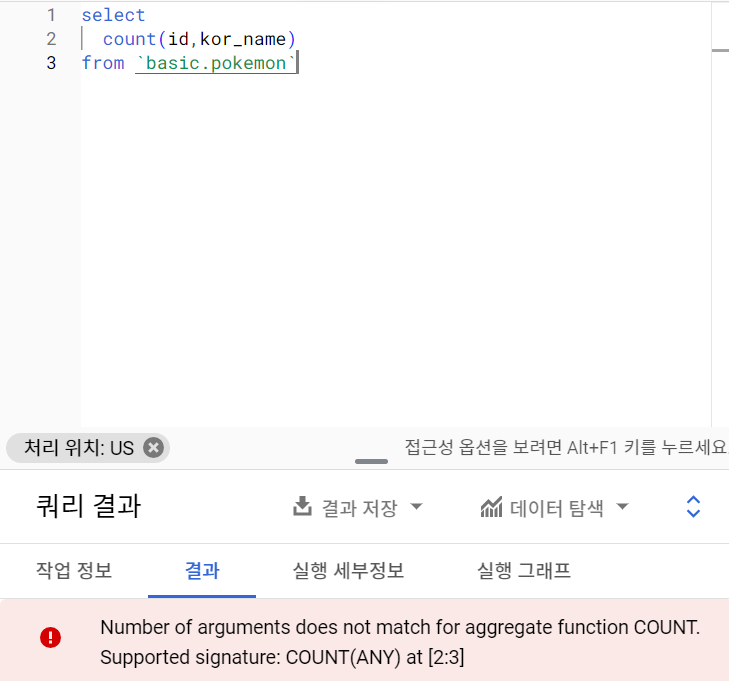 1 select
2 count(id,kor_name)
3 from `basic.pokemon`
처리 위치: US
접근성 옵션을 보려면 Alt+F1 키를 누르세요.
쿼리 결과
결과 저장
데이터 탐색
작업 정보
결과
실행 세부정보
실행 그래프
Number of arguments does not match for aggregate function COUNT.
Supported signature: COUNT(ANY) at [2:3]